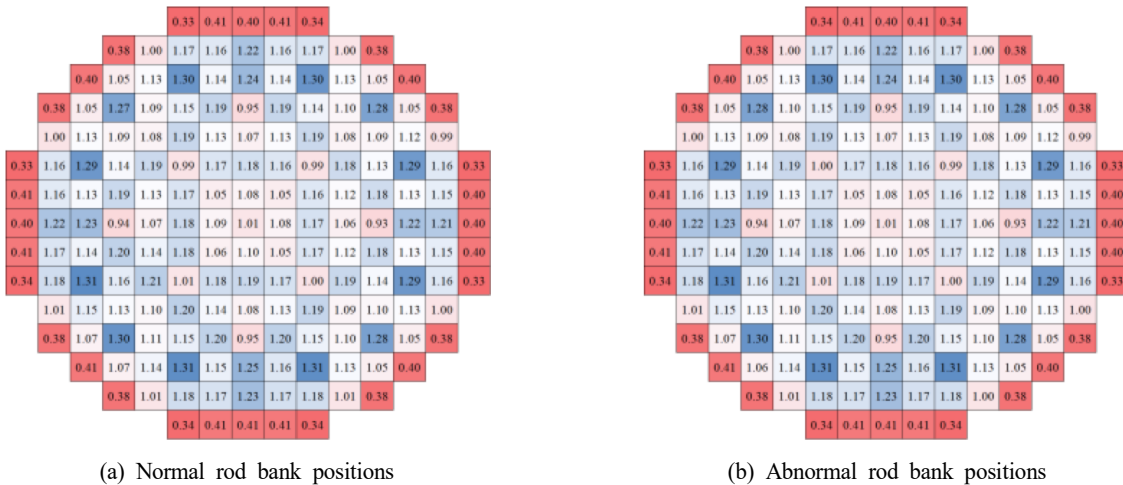 0.33 0.41 0.40 0.41 0.34
0.38 1.00 1.17 1.16 1.22 1.16 1.17 1.00 0.38
0.40 1.05 1.13 1.30 1.14 1.24 1.14 1.30 1.13 1.05 0.40
0.38 1.05 1.27 1.09 1.15 1.19 0.95 1.19 1.14 1.10 1.28 1.05 0.38
1.00 1.13 1.09 1.08 1.19 1.13 1.07 1.13 1.19 1.08 1.09 1.12 0.99
0.33 1.16 1.29 1.14 1.19 0.99 1.17 1.18 1.16 0.99 1.18 1.13 1.29 1.16 0.33
0.41 1.16 1.13 1.19 1.13 1.17 1.05 1.08 1.05 1.16 1.12 1.18 1.13 1.15 0.40
0.40 1.22 1.23 0.94 1.07 1.18 1.09 1.01 1.08 1.17 1.06 0.93 1.22 1.21 0.40
0.41 1.17 1.14 1.20 1.14 1.18 1.06 1.10 1.05 1.17 1.12 1.18 1.13 1.15 0.40
0.34 1.18 1.31 1.16 1.21 1.01 1.18 1.19 1.17 1.00 1.19 1.14 1.29 1.16 0.33
1.01 1.15 1.13 1.10 1.20 1.14 1.08 1.13 1.19 1.09 1.10 1.13 1.00
0.38 1.07 1.30 1.11 1.15 1.20 0.95 1.20 1.15 1.10 1.28 1.05 0.38
0.41 1.07 1.14 1.31 1.15 1.25 1.16 1.31 1.13 1.05 0.40
0.38 1.01 1.18 1.17 1.23 1.17 1.18 1.01 0.38
0.34 0.41 0.41 0.41 0.34
(a) Normal rod bank positions
0.34 0.41 0.40 0.41 0.34
0.38 1.00 1.17 1.16 1.22 1.16 1.17 1.00 0.38
0.40 1.05 1.13 1.30 1.14 1.24 1.14 1.30 1.13 1.05 0.40
0.38 1.05 1.28 1.10 1.15 1.19 0.95 1.19 1.14 1.10 1.28 1.05 0.38
1.00 1.13 1.09 1.08 1.19 1.13 1.07 1.13 1.19 1.08 1.09 1.12 0.99
0.33 1.16 1.29 1.14 1.19 1.00 1.17 1.18 1.16 0.99 1.18 1.13 1.29 1.16 0.33
0.41 1.16 1.13 1.19 1.13 1.17 1.05 1.08 1.05 1.16 1.12 1.18 1.13 1.15 0.40
0.40 1.22 1.23 0.94 1.07 1.18 1.09 1.01 1.08 1.17 1.06 0.93 1.22 1.21 0.40
0.41 1.17 1.14 1.20 1.14 1.18 1.06 1.10 1.05 1.17 1.12 1.18 1.13 1.15 0.40
0.34 1.18 1.31 1.16 1.21 1.01 1.18 1.19 1.17 1.00 1.19 1.14 1.29 1.16 0.33
1.01 1.15 1.13 1.10 1.20 1.14 1.08 1.13 1.19 1.09 1.10 1.13 1.00
0.38 1.07 1.30 1.11 1.15 1.20 0.95 1.20 1.15 1.10 1.28 1.05 0.38
0.41 1.06 1.14 1.31 1.15 1.25 1.16 1.31 1.13 1.05 0.40
0.38 1.01 1.18 1.17 1.23 1.17 1.18 1.00 0.38
0.34 0.41 0.41 0.41 0.34
(b) Abnormal rod bank positions